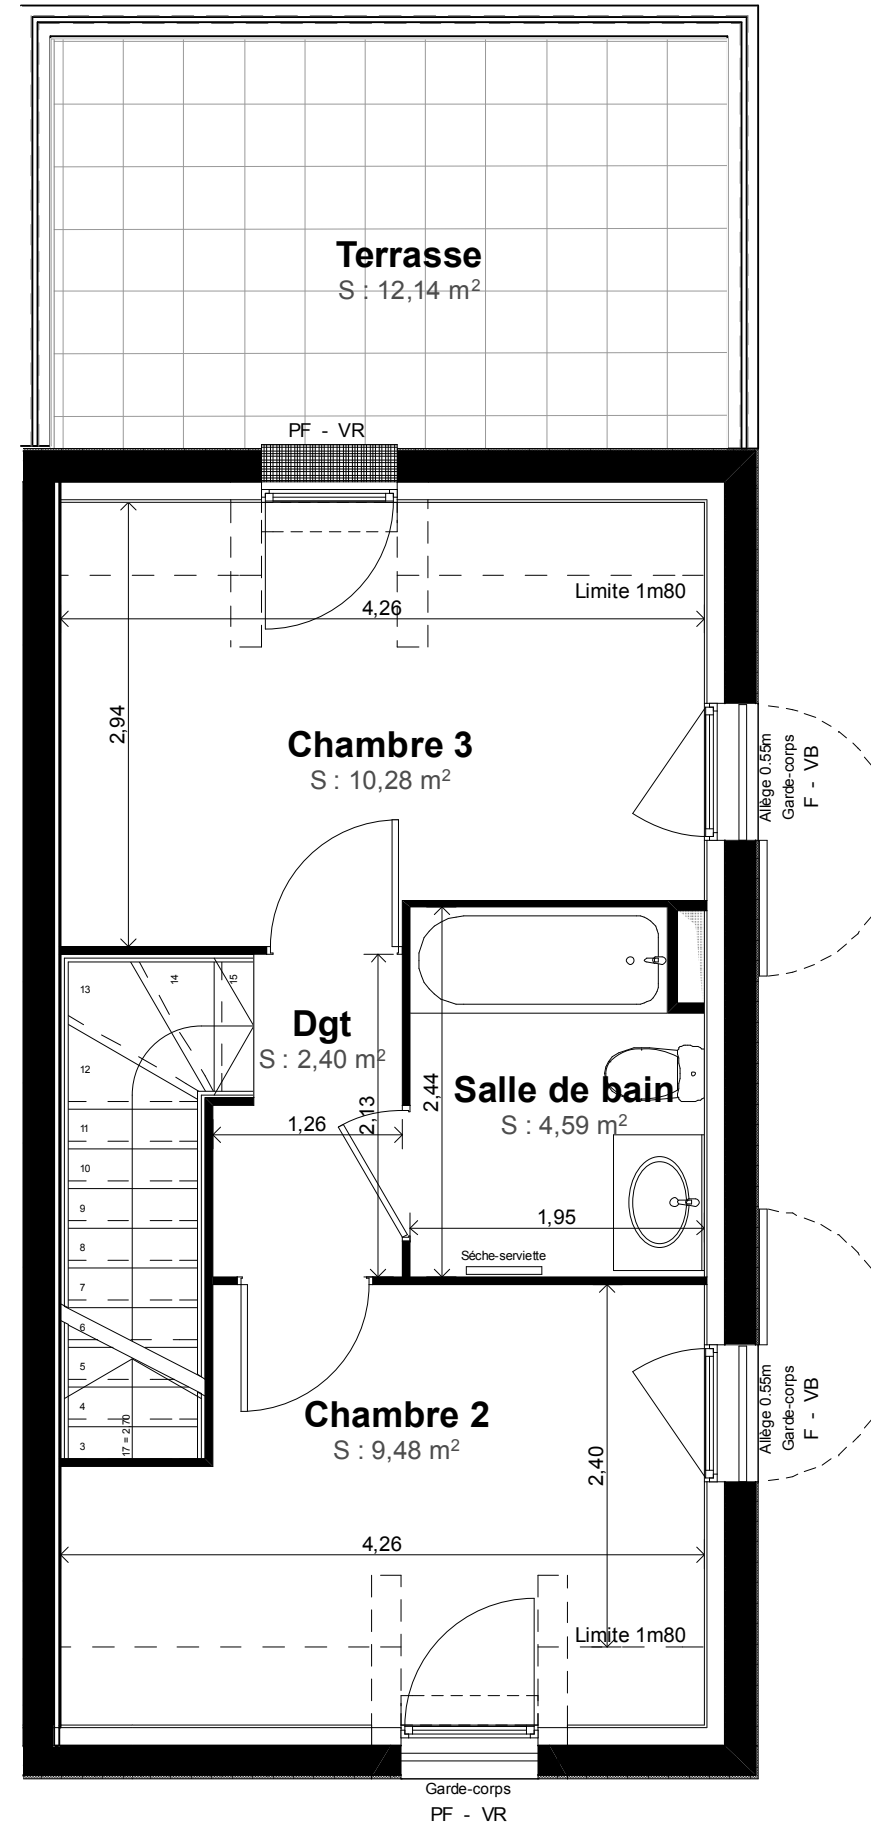 Terrasse
S : 12,14 m²
PF - VR
Limite 1m80
4,26
2,94
Chambre 3
S : 10,28 m²
Allège 0.55m
Garde-corps
F - VB
13
14
15
12
11
10
9
8
7
6
5
4
3
17 = 2.70
Dgt
S : 2,40 m²
1,26
2,13
2,44
Salle de bain
S : 4,59 m²
1,95
Séche-serviette
Allège 0.55m
Garde-corps
F - VB
Chambre 2
S : 9,48 m²
2,40
4,26
Limite 1m80
Garde-corps
PF - VR